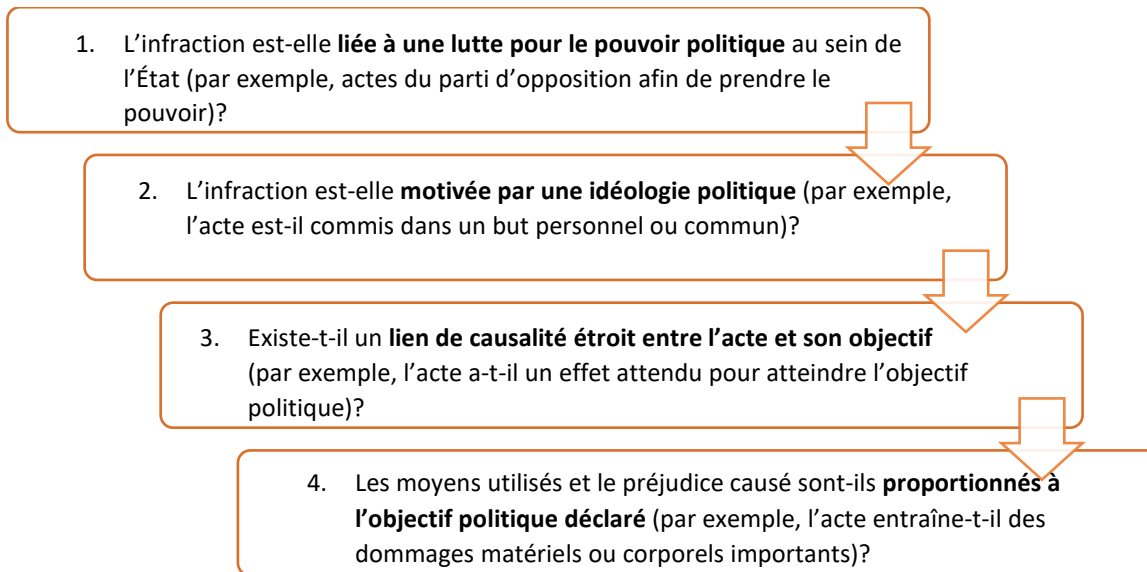 1. L’infraction est-elle liée à une lutte pour le pouvoir politique au sein de
l’État (par exemple, actes du parti d’opposition afin de prendre le
pouvoir)?
2. L’infraction est-elle motivée par une idéologie politique (par exemple,
l’acte est-il commis dans un but personnel ou commun)?
3. Existe-t-il un lien de causalité étroit entre l’acte et son objectif
(par exemple, l’acte a-t-il un effet attendu pour atteindre l’objectif
politique)?
4. Les moyens utilisés et le préjudice causé sont-ils proportionnés à
l’objectif politique déclaré (par exemple, l’acte entraîne-t-il des
dommages matériels ou corporels importants)?